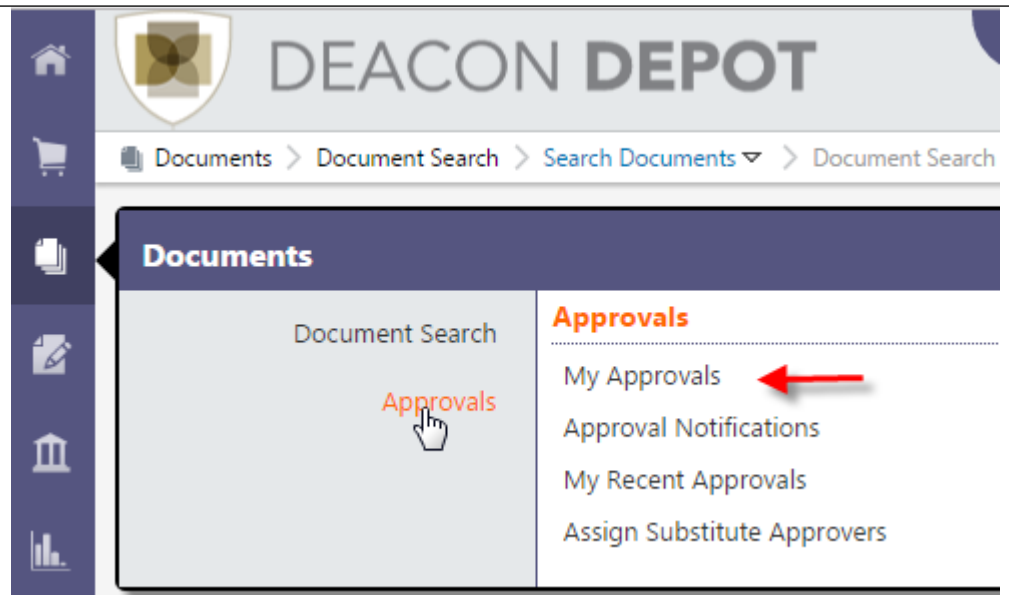 DEACON DEPOT
Documents > Document Search > Search Documents > Document Search
Documents
Document Search
Approvals
Approvals
My Approvals
Approval Notifications
My Recent Approvals
Assign Substitute Approvers